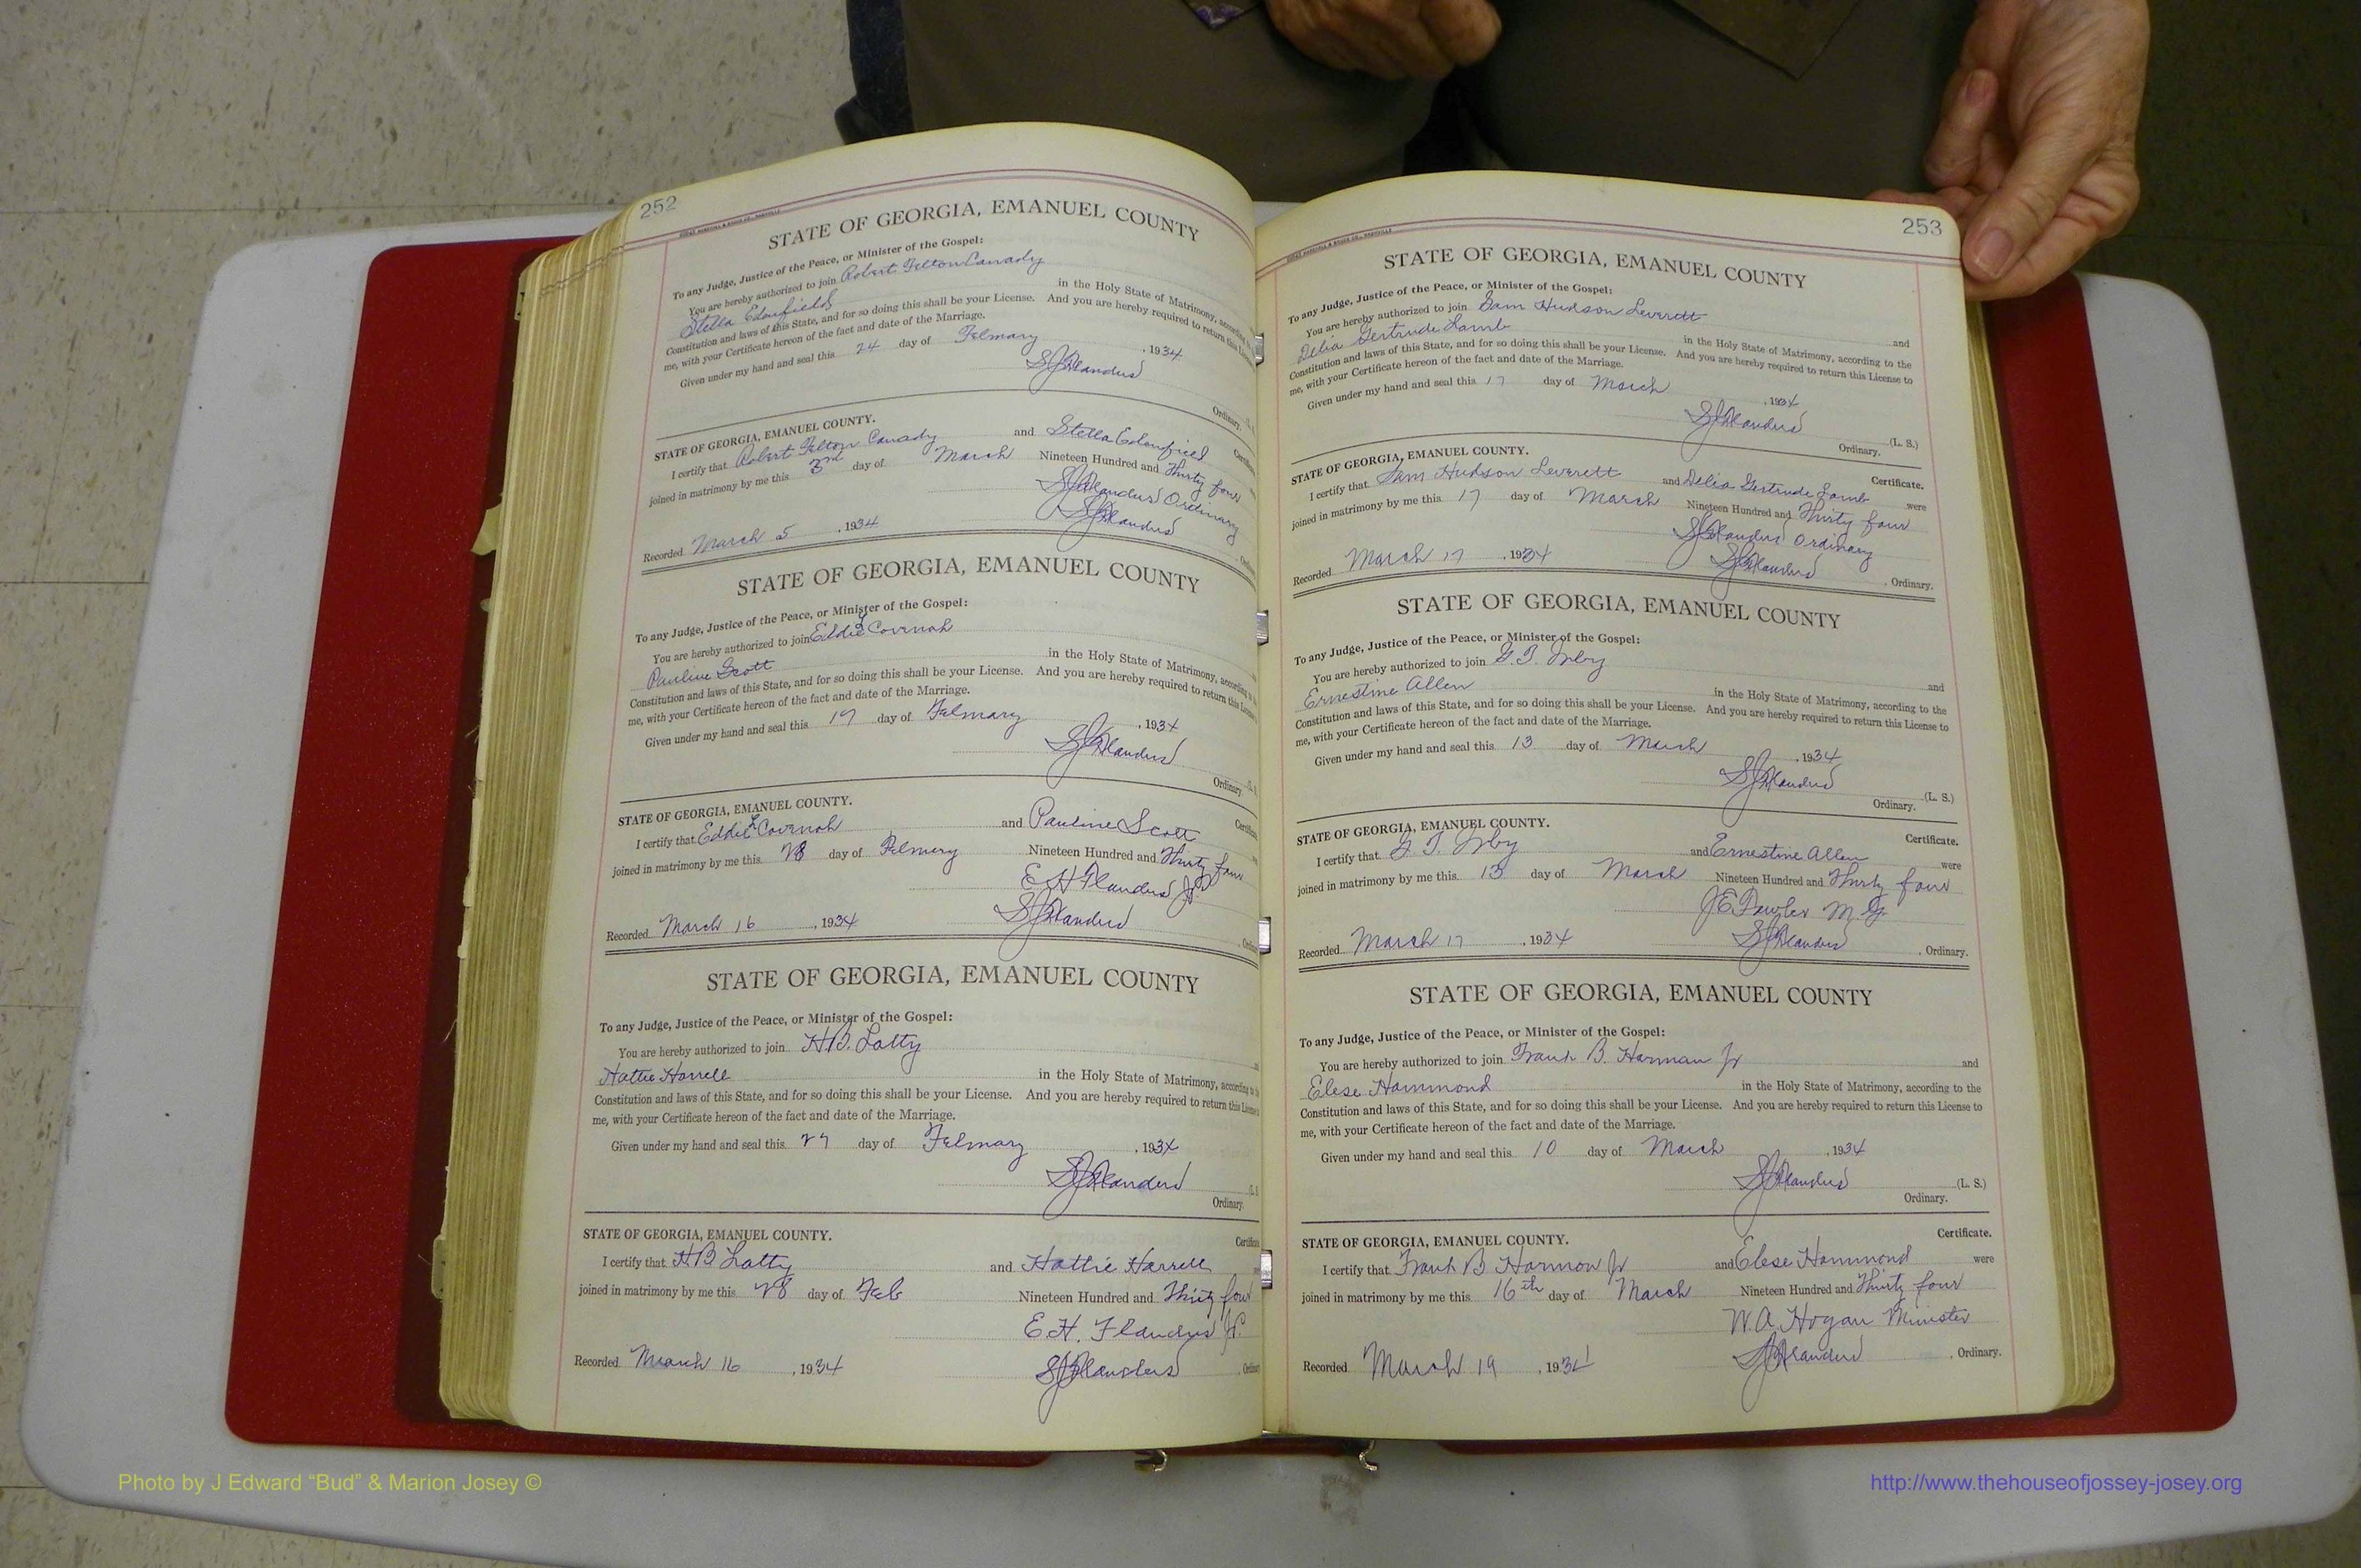 252
STATE OF GEORGIA, EMANUEL COUNTY
To any Judge, Justice of the Peace, or Minister of the Gospel:
You are hereby authorized to join Robert Felton Canady
Stella Edenfield in the Holy State of Matrimony, according
Constitution and laws of this State, and for so doing this shall be your License. And you are hereby required to return this
me, with your Certificate hereon of the fact and date of the Marriage.
Given under my hand and seal this 24 day of Felmary, 1934
Ordinary.
STATE OF GEORGIA, EMANUEL COUNTY.
I certify that Robert Felton Canady and Stella Edenfield
joined in matrimony by me this 3rd day of March Nineteen Hundred and Thirty four
SJFlanders Ordinary
Recorded March 5, 1934 SJFlanders
STATE OF GEORGIA, EMANUEL COUNTY
To any Judge, Justice of the Peace, or Minister of the Gospel:
You are hereby authorized to join Eddie Covenah
Pauline Scott in the Holy State of Matrimony, according
Constitution and laws of this State, and for so doing this shall be your License. And you are hereby required to return this
me, with your Certificate hereon of the fact and date of the Marriage.
Given under my hand and seal this day of Felmary, 1934
SJFlanders
Ordinary.
STATE OF GEORGIA, EMANUEL COUNTY.
I certify that Eddie Covenah and Pauline Scott
joined in matrimony by me this 28 day of Nineteen Hundred and Thirty four
E H Flanders
Recorded March 16, 1934 SJFlanders
STATE OF GEORGIA, EMANUEL COUNTY
To any Judge, Justice of the Peace, or Minister of the Gospel:
You are hereby authorized to join H.B. Latty
Hattie Harrell in the Holy State of Matrimony, according
Constitution and laws of this State, and for so doing this shall be your License. And you are hereby required to return this License
me, with your Certificate hereon of the fact and date of the Marriage.
Given under my hand and seal this 27 day of Felmary, 1934
SJFlanders
Ordinary.
STATE OF GEORGIA, EMANUEL COUNTY.
I certify that H B Latty and Hattie Harrell
joined in matrimony by me this 28 day of Feb Nineteen Hundred and Thirty four
E.H. Flanders
Recorded March 16, 1934 SJFlanders
253
STATE OF GEORGIA, EMANUEL COUNTY
To any Judge, Justice of the Peace, or Minister of the Gospel:
You are hereby authorized to join Sam Hudson Leverett and
Delia Gertrude Lamb in the Holy State of Matrimony, according to the
Constitution and laws of this State, and for so doing this shall be your License. And you are hereby required to return this License to
me, with your Certificate hereon of the fact and date of the Marriage.
Given under my hand and seal this 17 day of March, 1934
SJFlanders (L. S.)
Ordinary.
STATE OF GEORGIA, EMANUEL COUNTY. Certificate.
I certify that Sam Hudson Leverett and Delia Gertrude Lamb were
joined in matrimony by me this 17 day of March Nineteen Hundred and Thirty four
SJFlanders Ordinary
Recorded March 17, 1934 SJFlanders, Ordinary.
STATE OF GEORGIA, EMANUEL COUNTY
To any Judge, Justice of the Peace, or Minister of the Gospel:
You are hereby authorized to join G.T. Irby and
Ernestine Allen in the Holy State of Matrimony, according to the
Constitution and laws of this State, and for so doing this shall be your License. And you are hereby required to return this License to
me, with your Certificate hereon of the fact and date of the Marriage.
Given under my hand and seal this 13 day of March, 1934
SJFlanders (L. S.)
Ordinary.
STATE OF GEORGIA, EMANUEL COUNTY. Certificate.
I certify that G T. Irby and Ernestine Allen were
joined in matrimony by me this 13 day of March Nineteen Hundred and Thirty four
M.G.
Recorded March 17, 1934 SJFlanders, Ordinary.
STATE OF GEORGIA, EMANUEL COUNTY
To any Judge, Justice of the Peace, or Minister of the Gospel:
You are hereby authorized to join Frank B. Harman Jr and
Elese Hammond in the Holy State of Matrimony, according to the
Constitution and laws of this State, and for so doing this shall be your License. And you are hereby required to return this License to
me, with your Certificate hereon of the fact and date of the Marriage.
Given under my hand and seal this 10 day of March, 1934
SJFlanders (L. S.)
Ordinary.
STATE OF GEORGIA, EMANUEL COUNTY. Certificate.
I certify that Frank B Harmon Jr and Elese Hammond were
joined in matrimony by me this 16th day of March Nineteen Hundred and Thirty four
W.A. Hogan Minister
Recorded March 19, 1934 SJFlanders, Ordinary.
Photo by J Edward “Bud” & Marion Josey ©
http://www.thehouseofjossey-josey.org